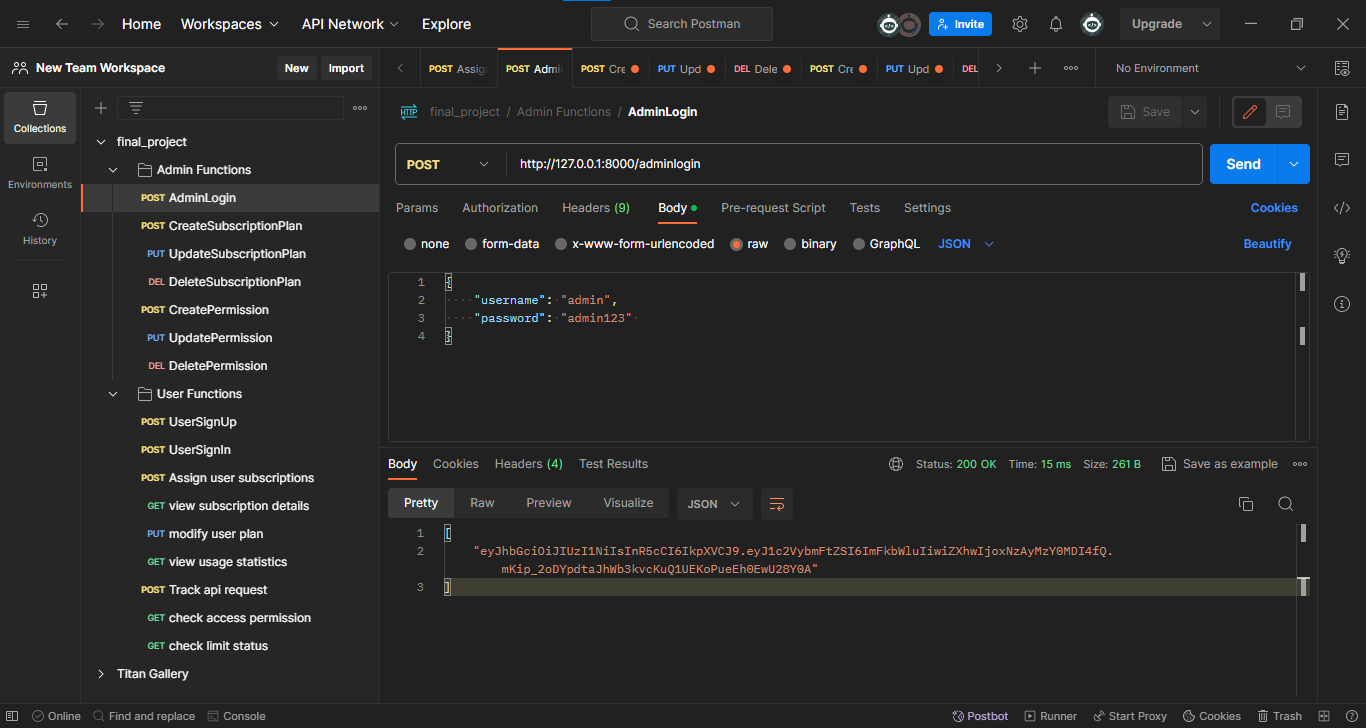 Home Workspaces API Network Explore Search Postman Invite Upgrade
New Team Workspace New Import
POST Assig POST Admi POST Cre PUT Upd DEL Dele POST Cre PUT Upd DEL No Environment
Collections
Environments
History
final_project
Admin Functions
POST AdminLogin
POST CreateSubscriptionPlan
PUT UpdateSubscriptionPlan
DEL DeleteSubscriptionPlan
POST CreatePermission
PUT UpdatePermission
DEL DeletePermission
User Functions
POST UserSignUp
POST UserSignIn
POST Assign user subscriptions
GET view subscription details
PUT modify user plan
GET view usage statistics
POST Track api request
GET check access permission
GET check limit status
Titan Gallery
HTTP final_project / Admin Functions / AdminLogin Save
POST http://127.0.0.1:8000/adminlogin Send
Params Authorization Headers (9) Body Pre-request Script Tests Settings Cookies
none form-data x-www-form-urlencoded raw binary GraphQL JSON Beautify
1 {
2 "username": "admin",
3 "password": "admin123"
4 }
Body Cookies Headers (4) Test Results Status: 200 OK Time: 15 ms Size: 261 B Save as example
Pretty Raw Preview Visualize JSON
1 [
2 "eyJhbGciOiJIUzI1NiIsInR5cCI6IkpXVCJ9.eyJ1c2VybmFtZSI6ImFkbWluIiwiZXhwIjoxNzAyMzY0MDI4fQ.
mKip_2oDYpdtaJhWb3kvcKuQ1UEKoPueEh0EwU28Y0A"
3 ]
Online Find and replace Console Postbot Runner Start Proxy Cookies Trash